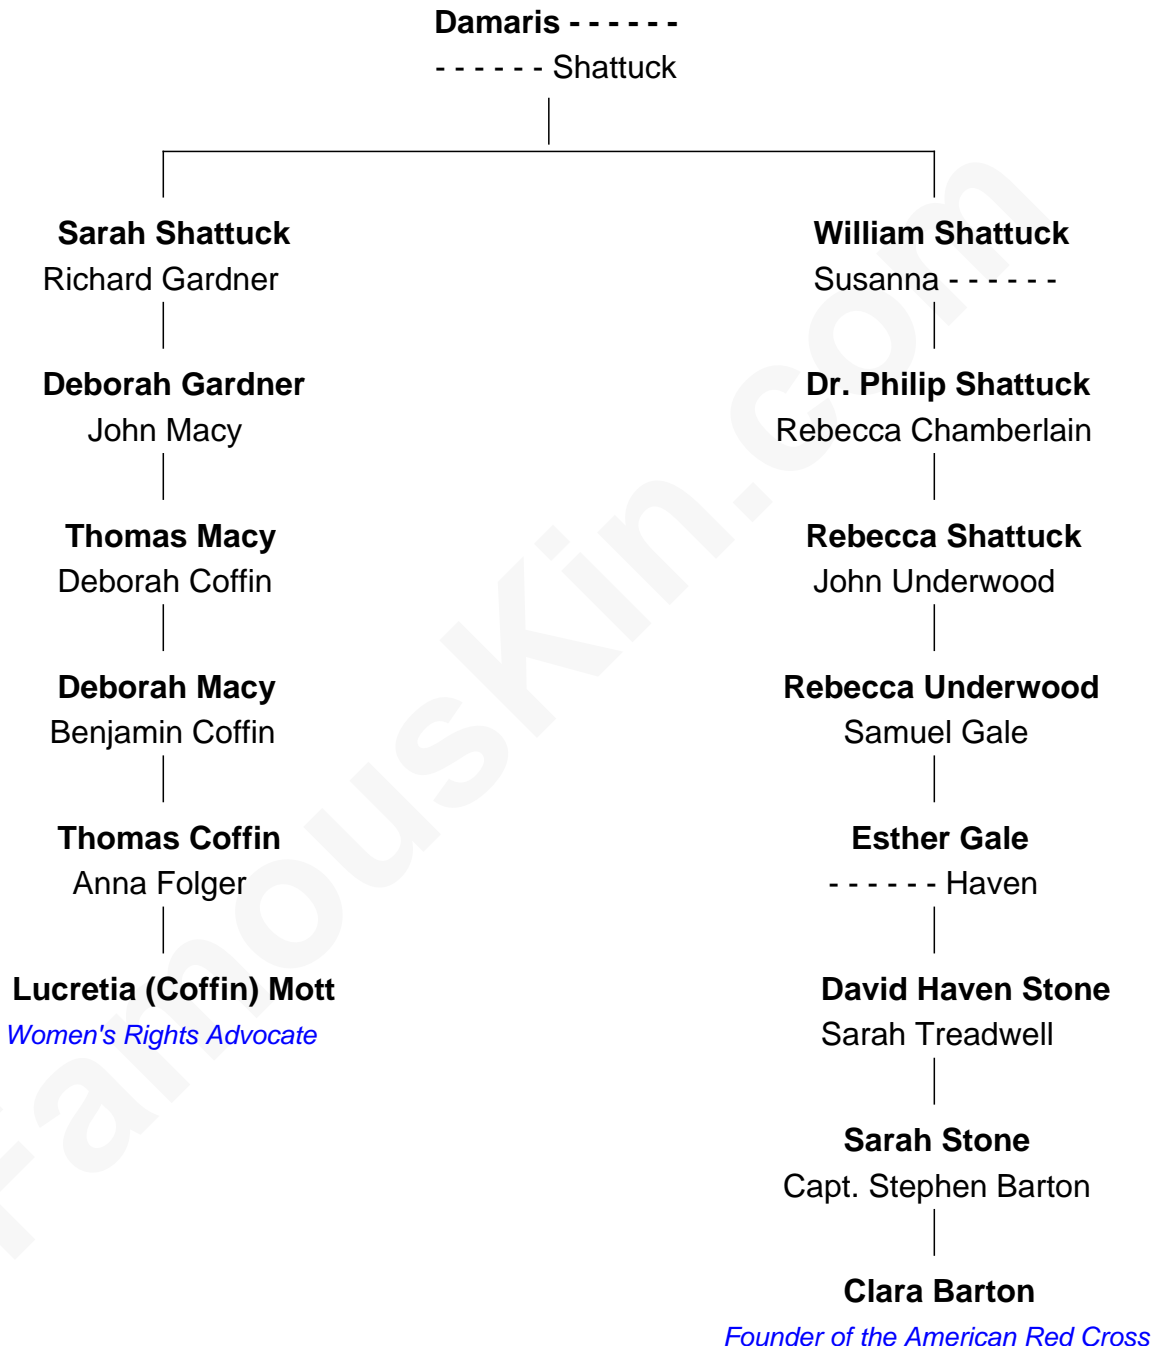 Damaris - - - - - -
- - - - - - Shattuck
Sarah Shattuck
Richard Gardner
Deborah Gardner
John Macy
Thomas Macy
Deborah Coffin
Deborah Macy
Benjamin Coffin
Thomas Coffin
Anna Folger
Lucretia (Coffin) Mott
Women's Rights Advocate
William Shattuck
Susanna - - - - - -
Dr. Philip Shattuck
Rebecca Chamberlain
Rebecca Shattuck
John Underwood
Rebecca Underwood
Samuel Gale
Esther Gale
- - - - - - Haven
David Haven Stone
Sarah Treadwell
Sarah Stone
Capt. Stephen Barton
Clara Barton
Founder of the American Red Cross
FamousKin.com